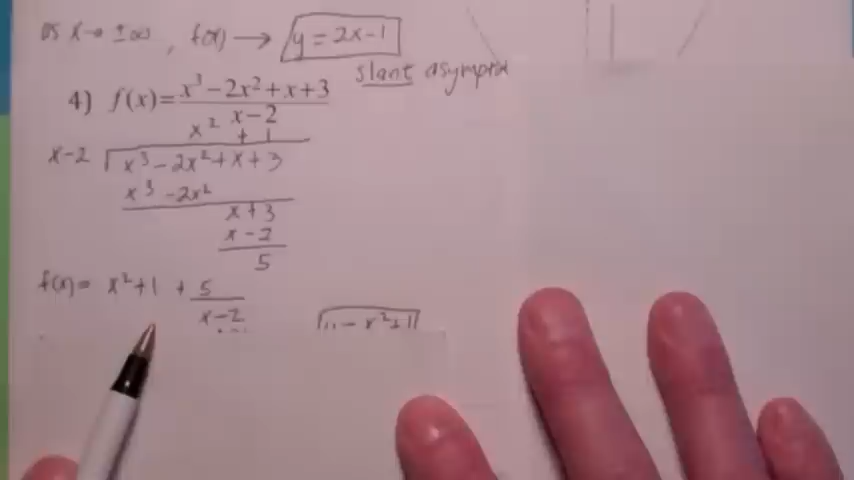 as x → ±∞, f(x) → y = 2x-1
slant asympto
4) f(x) = x³ - 2x² + x + 3 / x - 2
x² + 1
x-2 x³ - 2x² + x + 3
x³ - 2x²
x + 3
x - 2
5
f(x) = x² + 1 + 5 / x-2
y = x² + 1